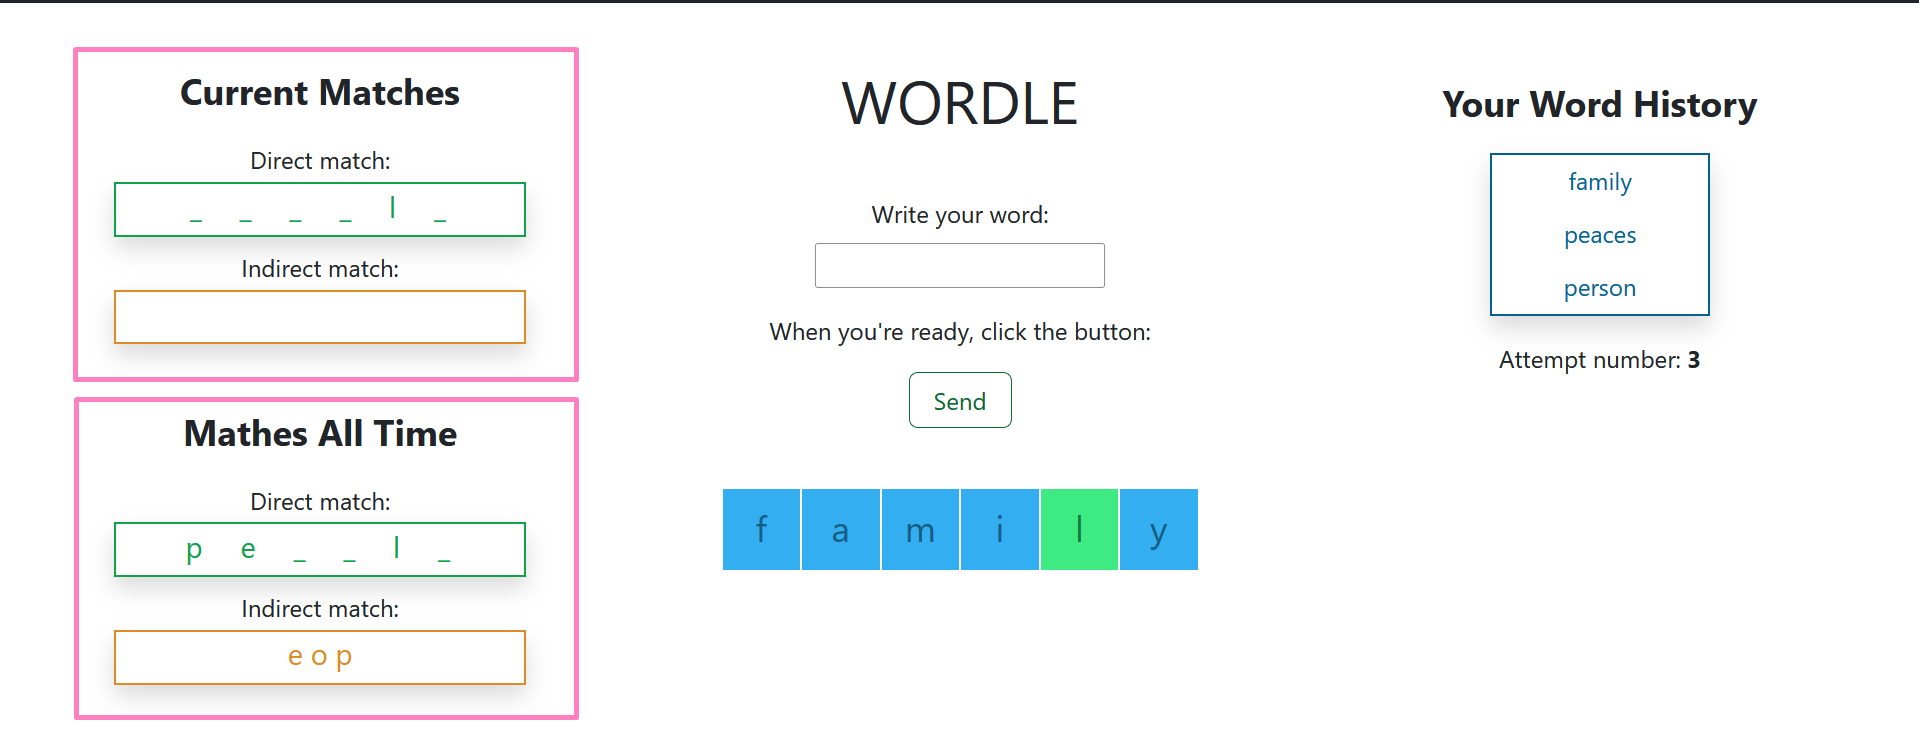 Current Matches
Direct match:
_ _ _ _ l _
Indirect match:
Mathes All Time
Direct match:
p e _ _ l _
Indirect match:
e o p
WORDLE
Write your word:
When you're ready, click the button:
Send
f a m i l y
Your Word History
family
peaces
person
Attempt number: 3